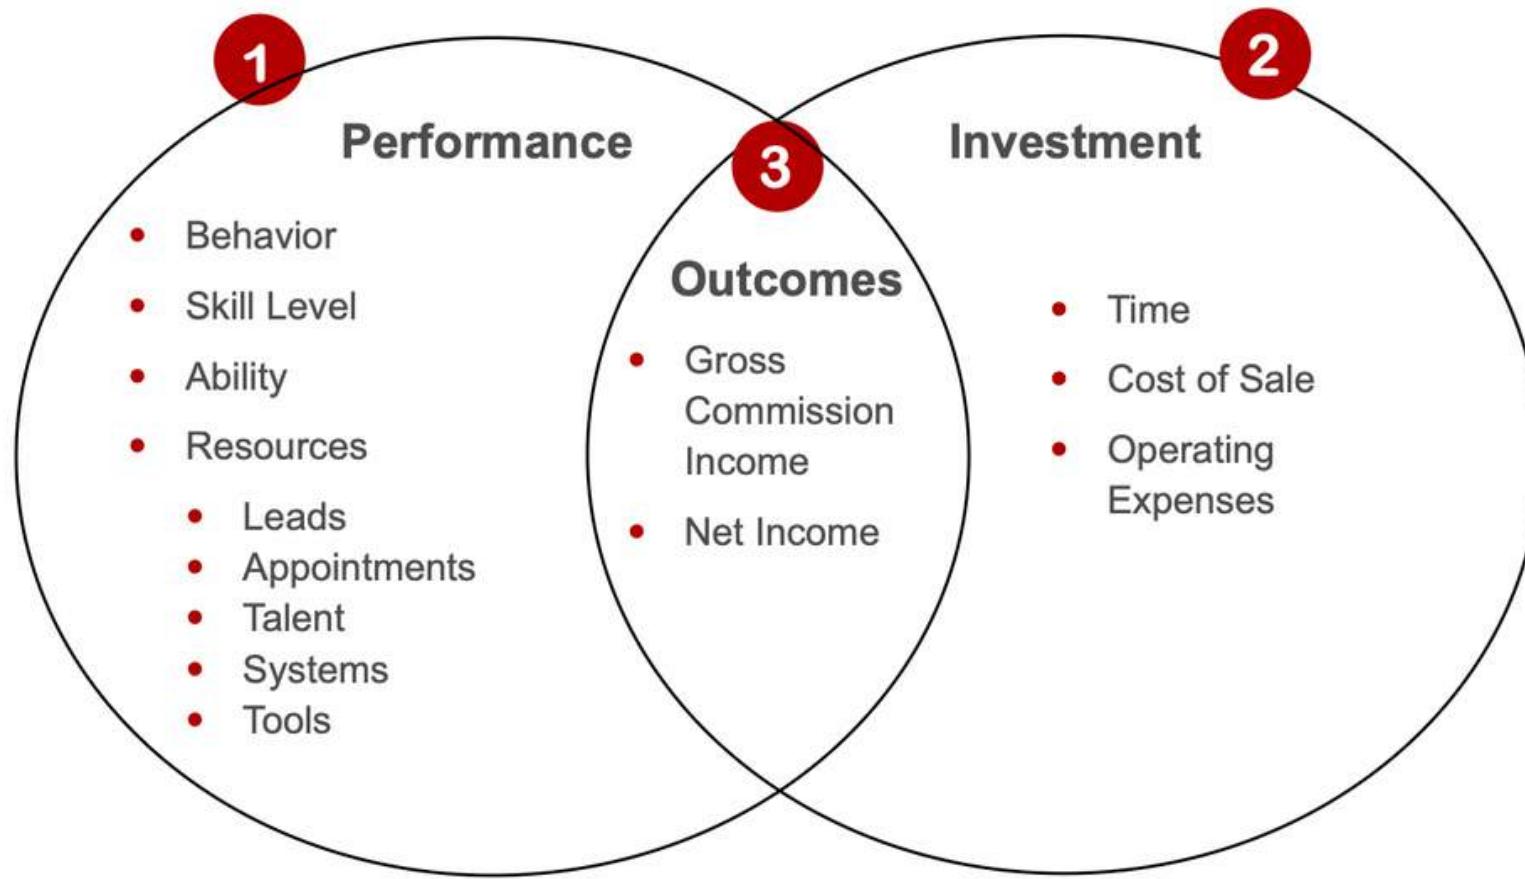 1
Performance
• Behavior
• Skill Level
• Ability
• Resources
• Leads
• Appointments
• Talent
• Systems
• Tools
3
Outcomes
• Gross
Commission
Income
• Net Income
2
Investment
• Time
• Cost of Sale
• Operating
Expenses